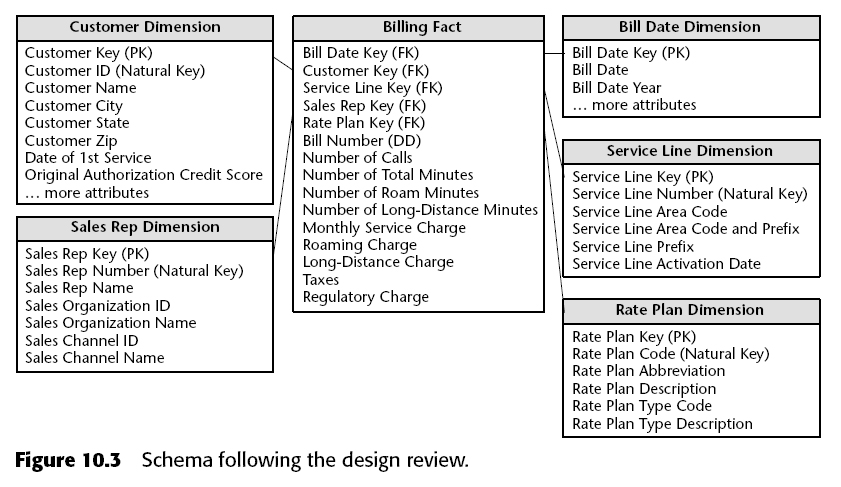 Customer Dimension
Customer Key (PK)
Customer ID (Natural Key)
Customer Name
Customer City
Customer State
Customer Zip
Date of 1st Service
Original Authorization Credit Score
... more attributes
Sales Rep Dimension
Sales Rep Key (PK)
Sales Rep Number (Natural Key)
Sales Rep Name
Sales Organization ID
Sales Organization Name
Sales Channel ID
Sales Channel Name
Billing Fact
Bill Date Key (FK)
Customer Key (FK)
Service Line Key (FK)
Sales Rep Key (FK)
Rate Plan Key (FK)
Bill Number (DD)
Number of Calls
Number of Total Minutes
Number of Roam Minutes
Number of Long-Distance Minutes
Monthly Service Charge
Roaming Charge
Long-Distance Charge
Taxes
Regulatory Charge
Bill Date Dimension
Bill Date Key (PK)
Bill Date
Bill Date Year
... more attributes
Service Line Dimension
Service Line Key (PK)
Service Line Number (Natural Key)
Service Line Area Code
Service Line Area Code and Prefix
Service Line Prefix
Service Line Activation Date
Rate Plan Dimension
Rate Plan Key (PK)
Rate Plan Code (Natural Key)
Rate Plan Abbreviation
Rate Plan Description
Rate Plan Type Code
Rate Plan Type Description
Figure 10.3 Schema following the design review.